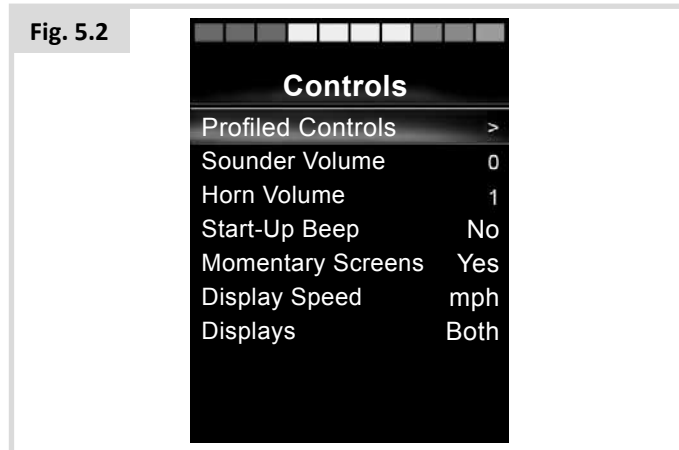 Fig. 5.2
Controls
Profiled Controls >
Sounder Volume 0
Horn Volume 1
Start-Up Beep No
Momentary Screens Yes
Display Speed mph
Displays Both